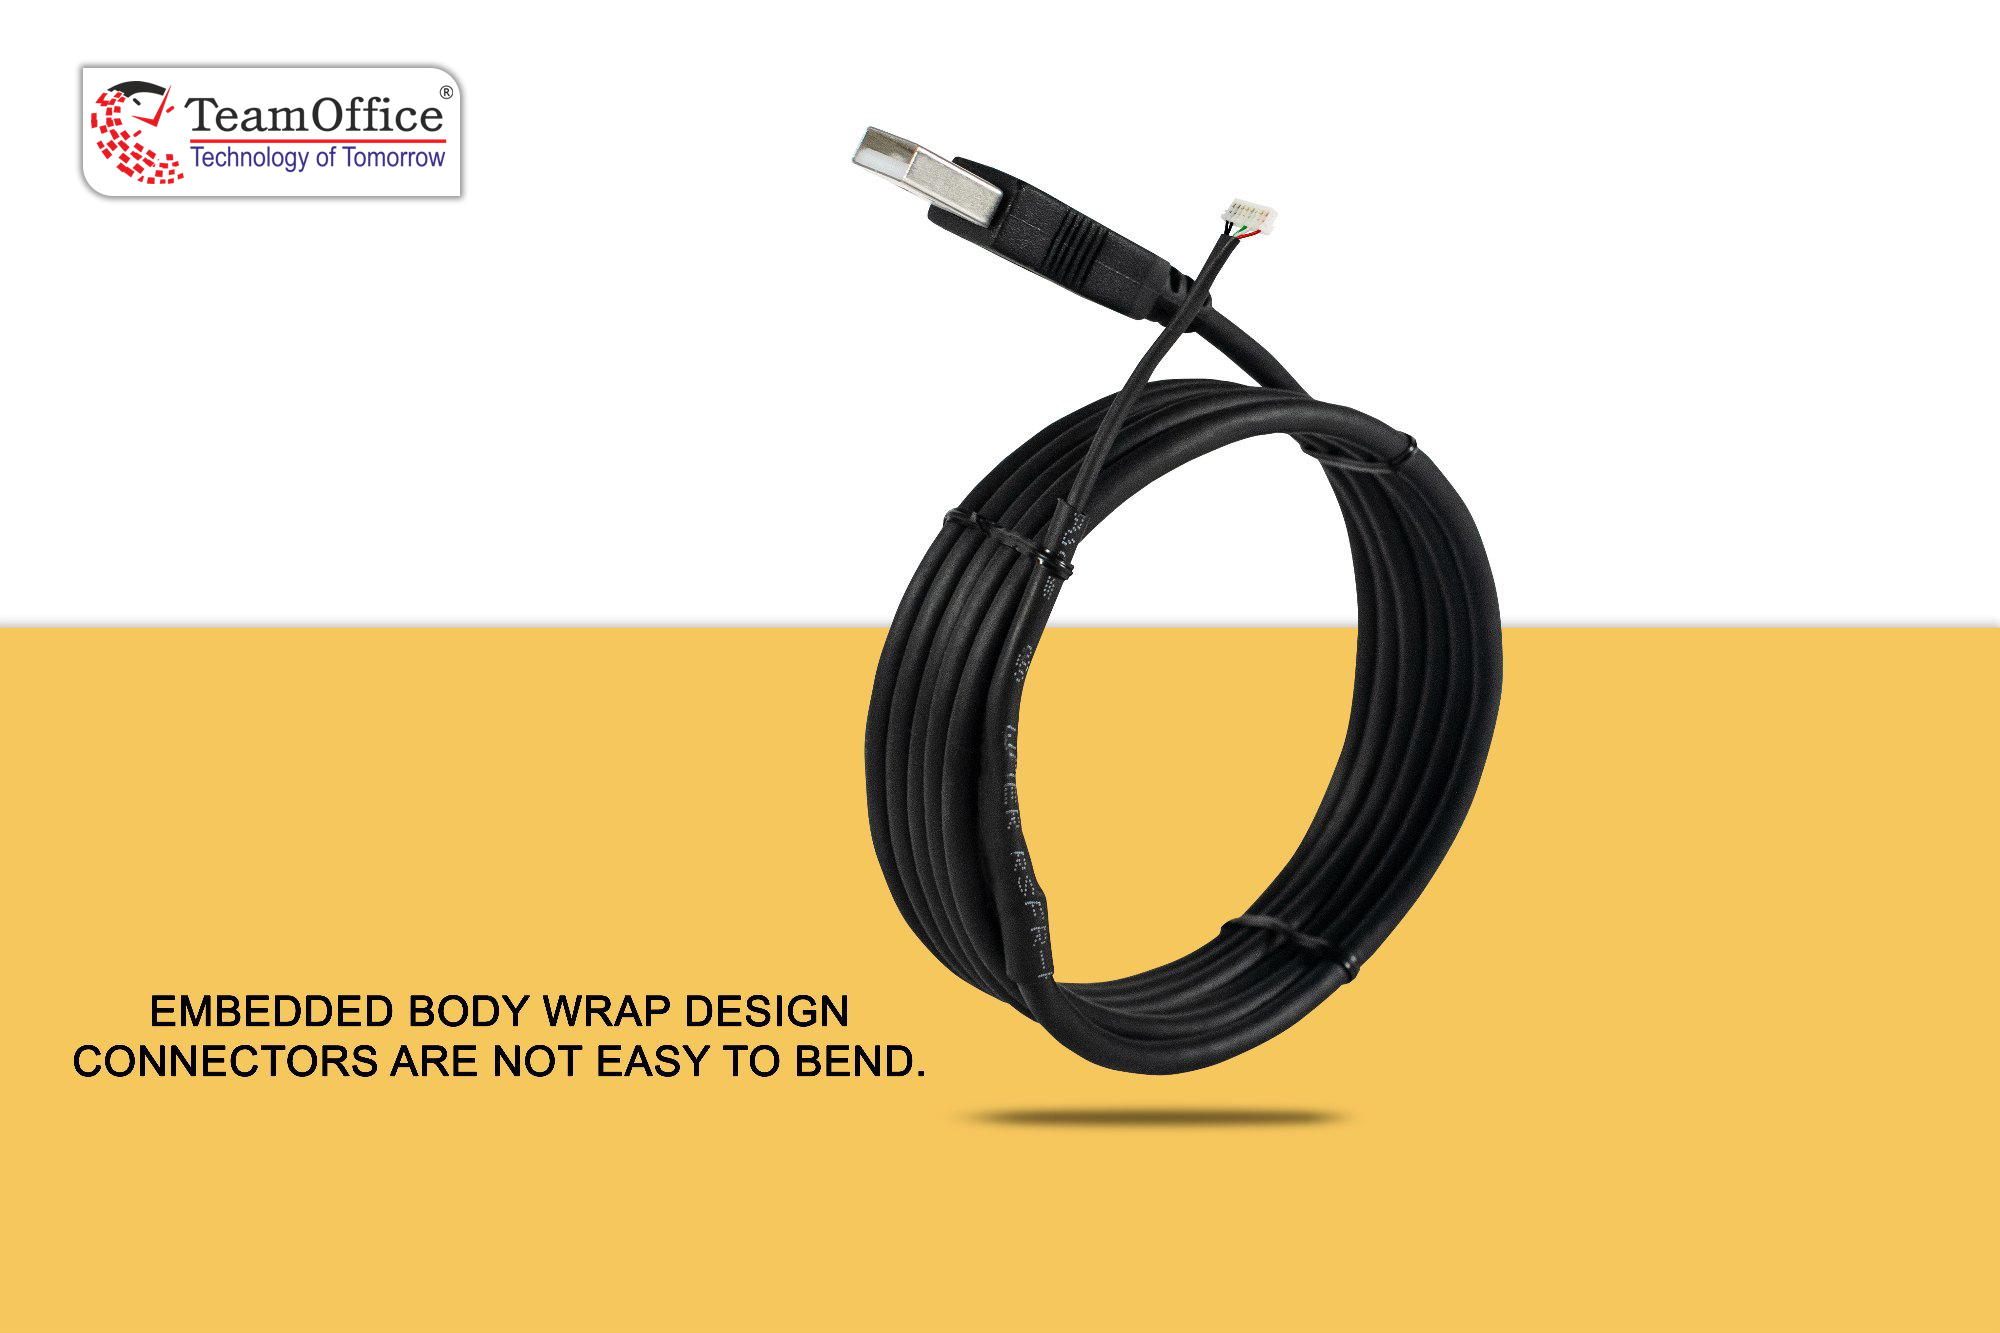 TeamOffice®
Technology of Tomorrow
EMBEDDED BODY WRAP DESIGN
CONNECTORS ARE NOT EASY TO BEND.